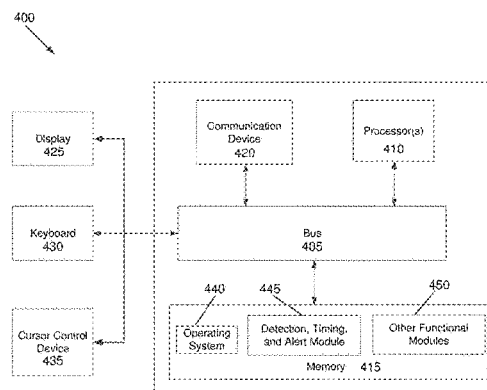 400
Display
425
Keyboard
430
Cursor Control
Device
435
Communication
Device
420
Processor(s)
410
Bus
405
440
445
450
Operating
System
Detection, Timing,
and Alert Module
Other Functional
Modules
Memory 415